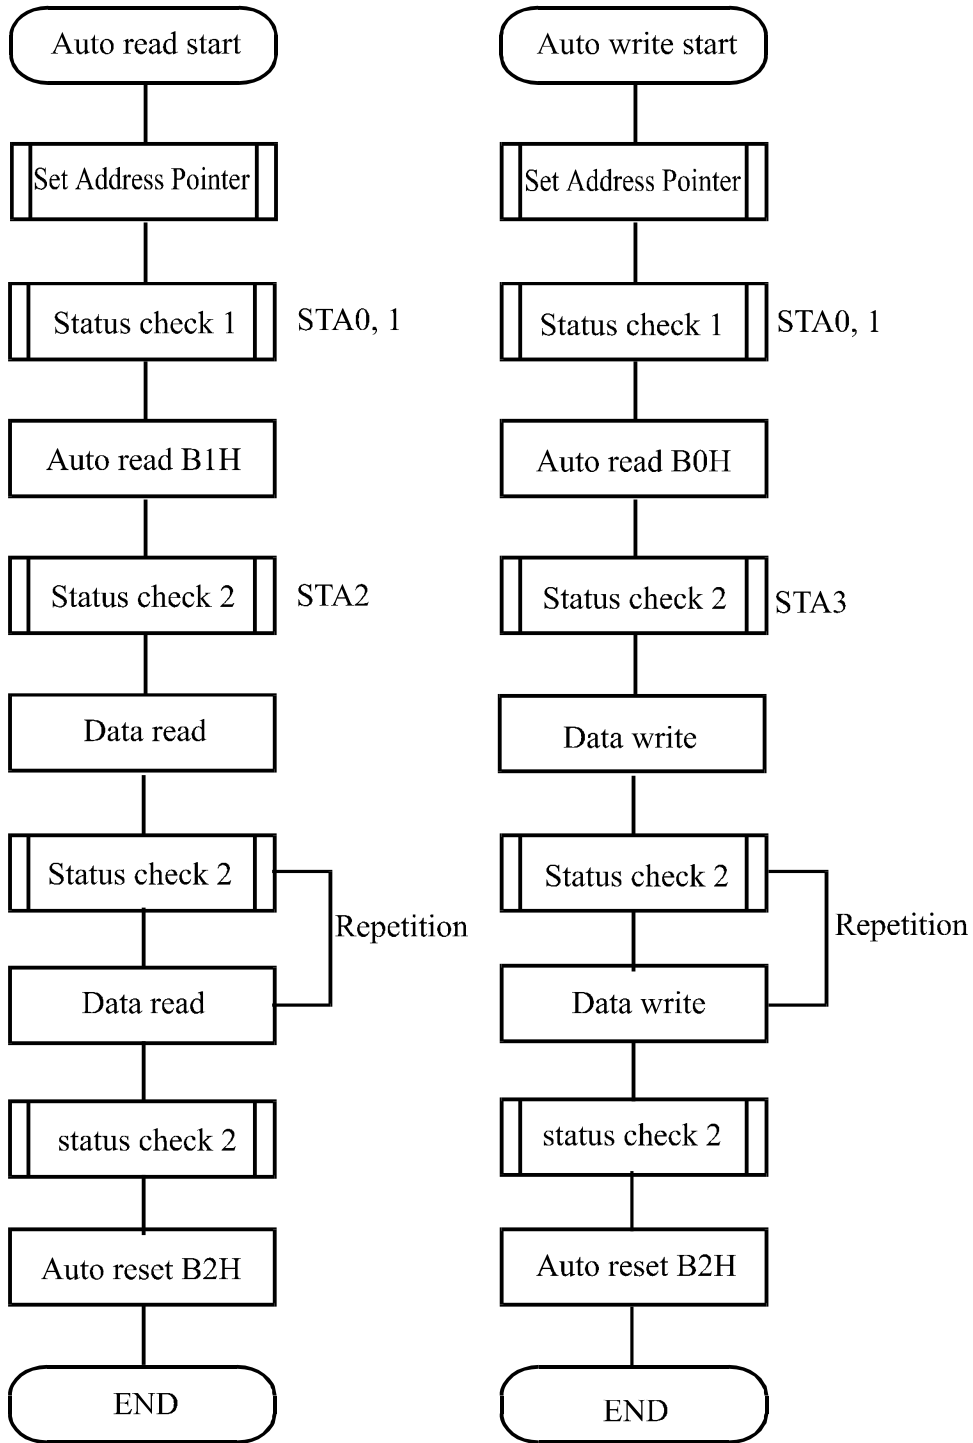 Auto read start
Set Address Pointer
Status check 1
STA0, 1
Auto read B1H
Status check 2
STA2
Data read
Status check 2
Repetition
Data read
status check 2
Auto reset B2H
END
Auto write start
Set Address Pointer
Status check 1
STA0, 1
Auto read B0H
Status check 2
STA3
Data write
Status check 2
Repetition
Data write
status check 2
Auto reset B2H
END